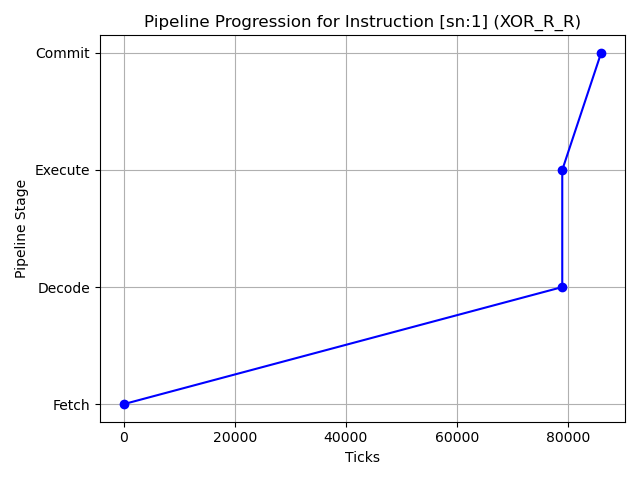 Pipeline Progression for Instruction [sn:1] (XOR_R_R)
Commit
Execute
Decode
Fetch
Pipeline Stage
0 20000 40000 60000 80000
Ticks